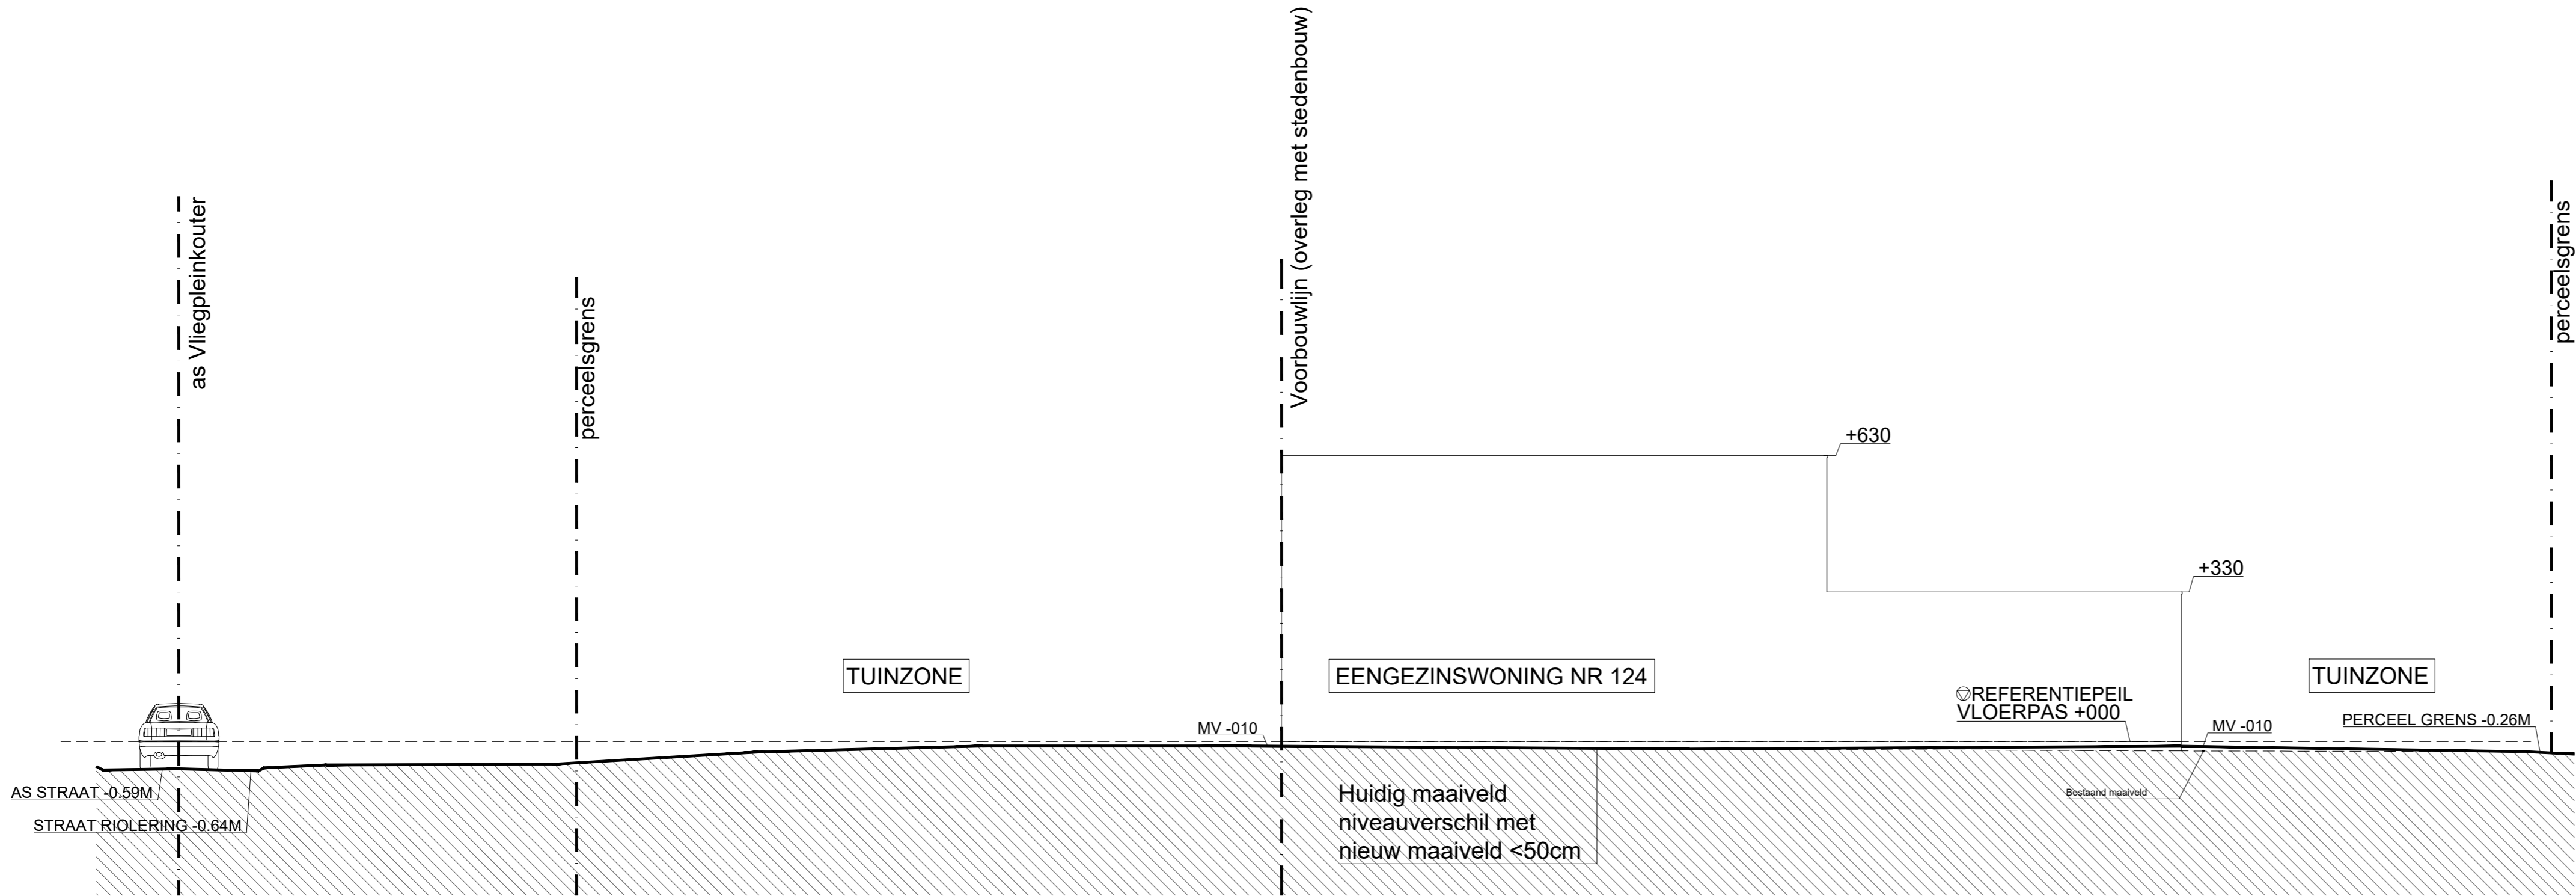 as Vliegpleinkouter
perceelsgrens
Voorbouwlijn (overleg met stedenbouw)
perceelsgrens
+630
+330
TUINZONE
EENGEZINSWONING NR 124
TUINZONE
REFERENTIEPEIL
VLOERPAS +000
MV -010
MV -010
PERCEEL GRENS -0.26M
AS STRAAT -0.59M
STRAAT RIOLERING -0.64M
Huidig maaiveld
niveauverschil met
nieuw maaiveld <50cm
Bestaand maaiveld